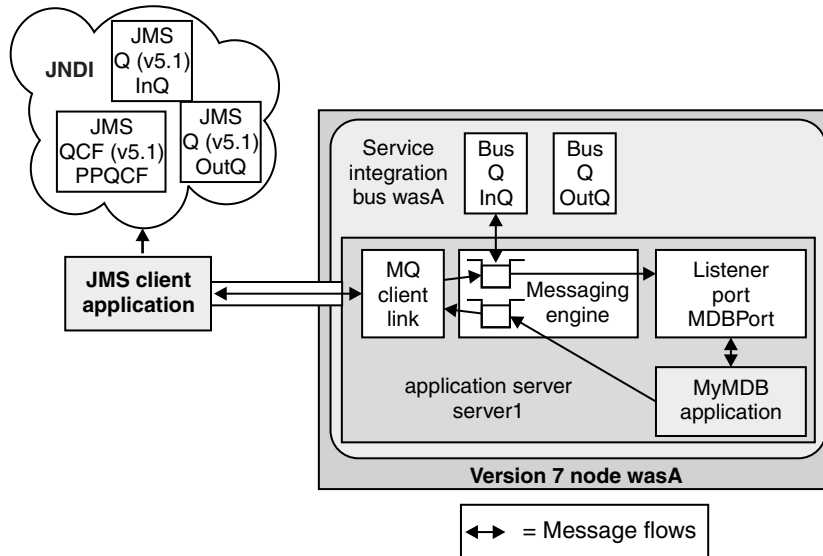 JNDI
JMS
Q (v5.1)
InQ
JMS
QCF (v5.1)
PPQCF
JMS
Q (v5.1)
OutQ
JMS client
application
Service
integration
bus wasA
Bus
Q
InQ
Bus
Q
OutQ
MQ
client
link
Messaging
engine
Listener
port
MDBPort
application server
server1
MyMDB
application
Version 7 node wasA
= Message flows